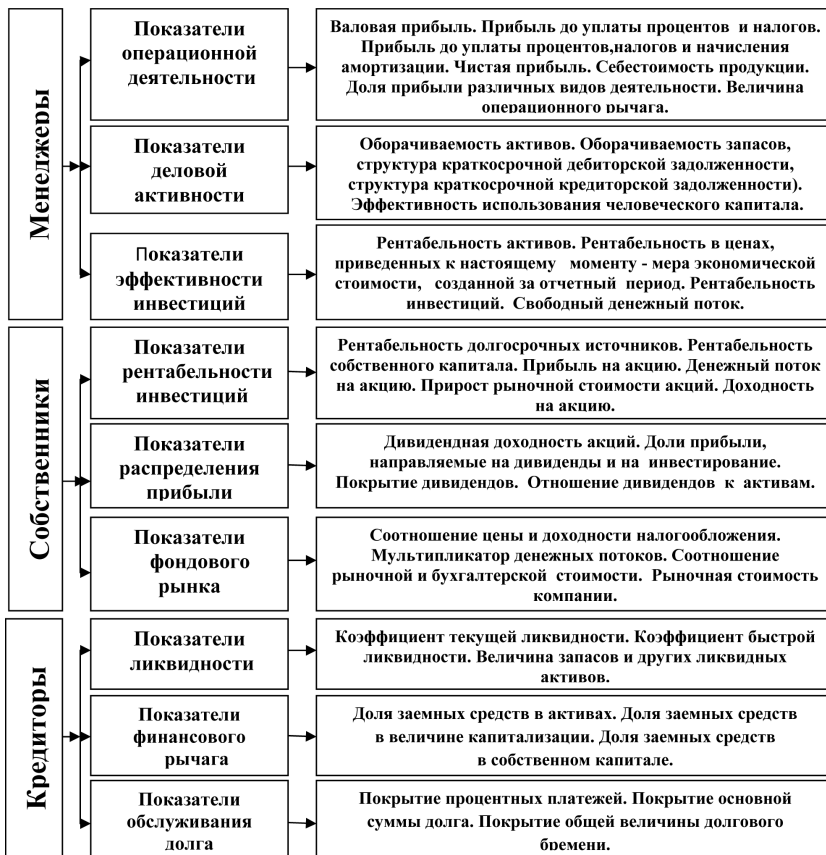 Менеджеры
Показатели
операционной
деятельности
Валовая прибыль. Прибыль до уплаты процентов и налогов.
Прибыль до уплаты процентов,налогов и начисления
амортизации. Чистая прибыль. Себестоимость продукции.
Доля прибыли различных видов деятельности. Величина
операционного рычага.
Показатели
деловой
активности
Оборачиваемость активов. Оборачиваемость запасов,
структура краткосрочной дебиторской задолженности,
структура краткосрочной кредиторской задолженности).
Эффективность использования человеческого капитала.
Показатели
эффективности
инвестиций
Рентабельность активов. Рентабельность в ценах,
приведенных к настоящему моменту - мера экономической
стоимости, созданной за отчетный период. Рентабельность
инвестиций. Свободный денежный поток.
Собственники
Показатели
рентабельности
инвестиций
Рентабельность долгосрочных источников. Рентабельность
собственного капитала. Прибыль на акцию. Денежный поток
на акцию. Прирост рыночной стоимости акций. Доходность
на акцию.
Показатели
распределения
прибыли
Дивидендная доходность акций. Доли прибыли,
направляемые на дивиденды и на инвестирование.
Покрытие дивидендов. Отношение дивидендов к активам.
Показатели
фондового
рынка
Соотношение цены и доходности налогообложения.
Мультипликатор денежных потоков. Соотношение
рыночной и бухгалтерской стоимости. Рыночная стоимость
компании.
Кредиторы
Показатели
ликвидности
Коэффициент текущей ликвидности. Коэффициент быстрой
ликвидности. Величина запасов и других ликвидных
активов.
Показатели
финансового
рычага
Доля заемных средств в активах. Доля заемных средств
в величине капитализации. Доля заемных средств
в собственном капитале.
Показатели
обслуживания
долга
Покрытие процентных платежей. Покрытие основной
суммы долга. Покрытие общей величины долгового
бремени.